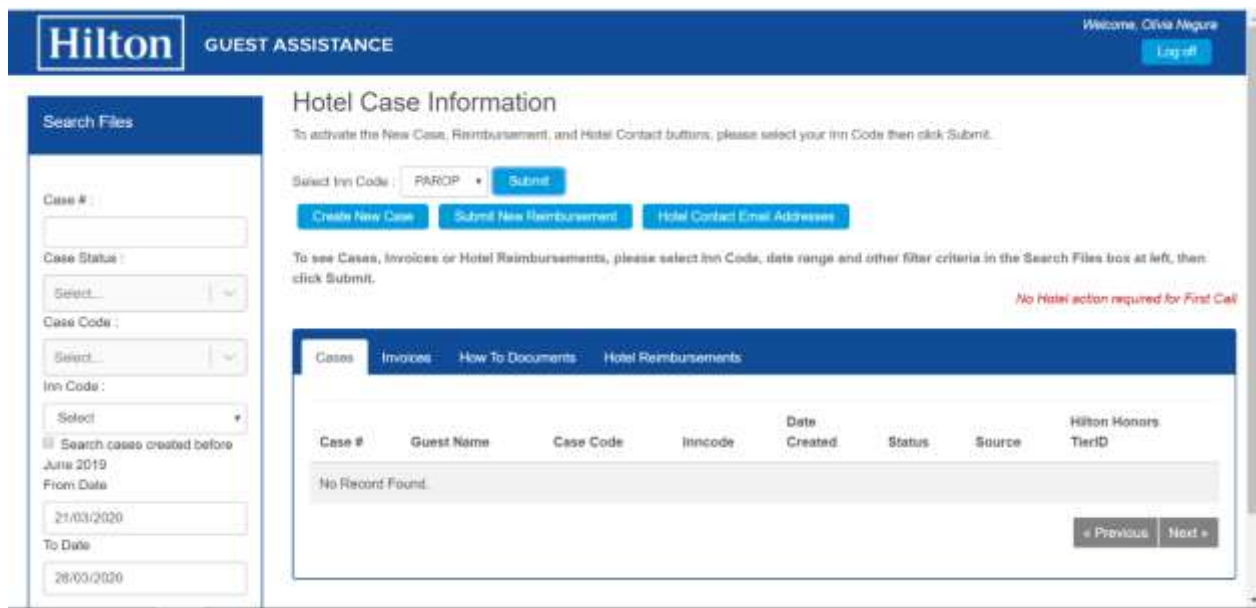 Hilton GUEST ASSISTANCE
Welcome, Olivia Negura
Log off
Search Files
Case # :
Case Status :
Select...
Case Code :
Select...
Inn Code :
Select
Search cases created before
June 2019
From Date
21/03/2020
To Date
28/03/2020
Hotel Case Information
To activate the New Case, Reimbursement, and Hotel Contact buttons, please select your Inn Code then click Submit.
Select Inn Code : PAROP Submit
Create New Case Submit New Reimbursement Hotel Contact Email Addresses
To see Cases, Invoices or Hotel Reimbursements, please select Inn Code, date range and other filter criteria in the Search Files box at left, then
click Submit.
No Hotel action required for First Call
Cases Invoices How To Documents Hotel Reimbursements
Case # Guest Name Case Code Inncode Date Created Status Source Hilton Honors TierID
No Record Found.
« Previous Next »